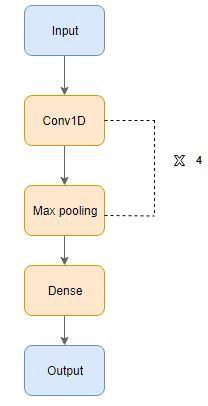 Input
Conv1D
X 4
Max pooling
Dense
Output